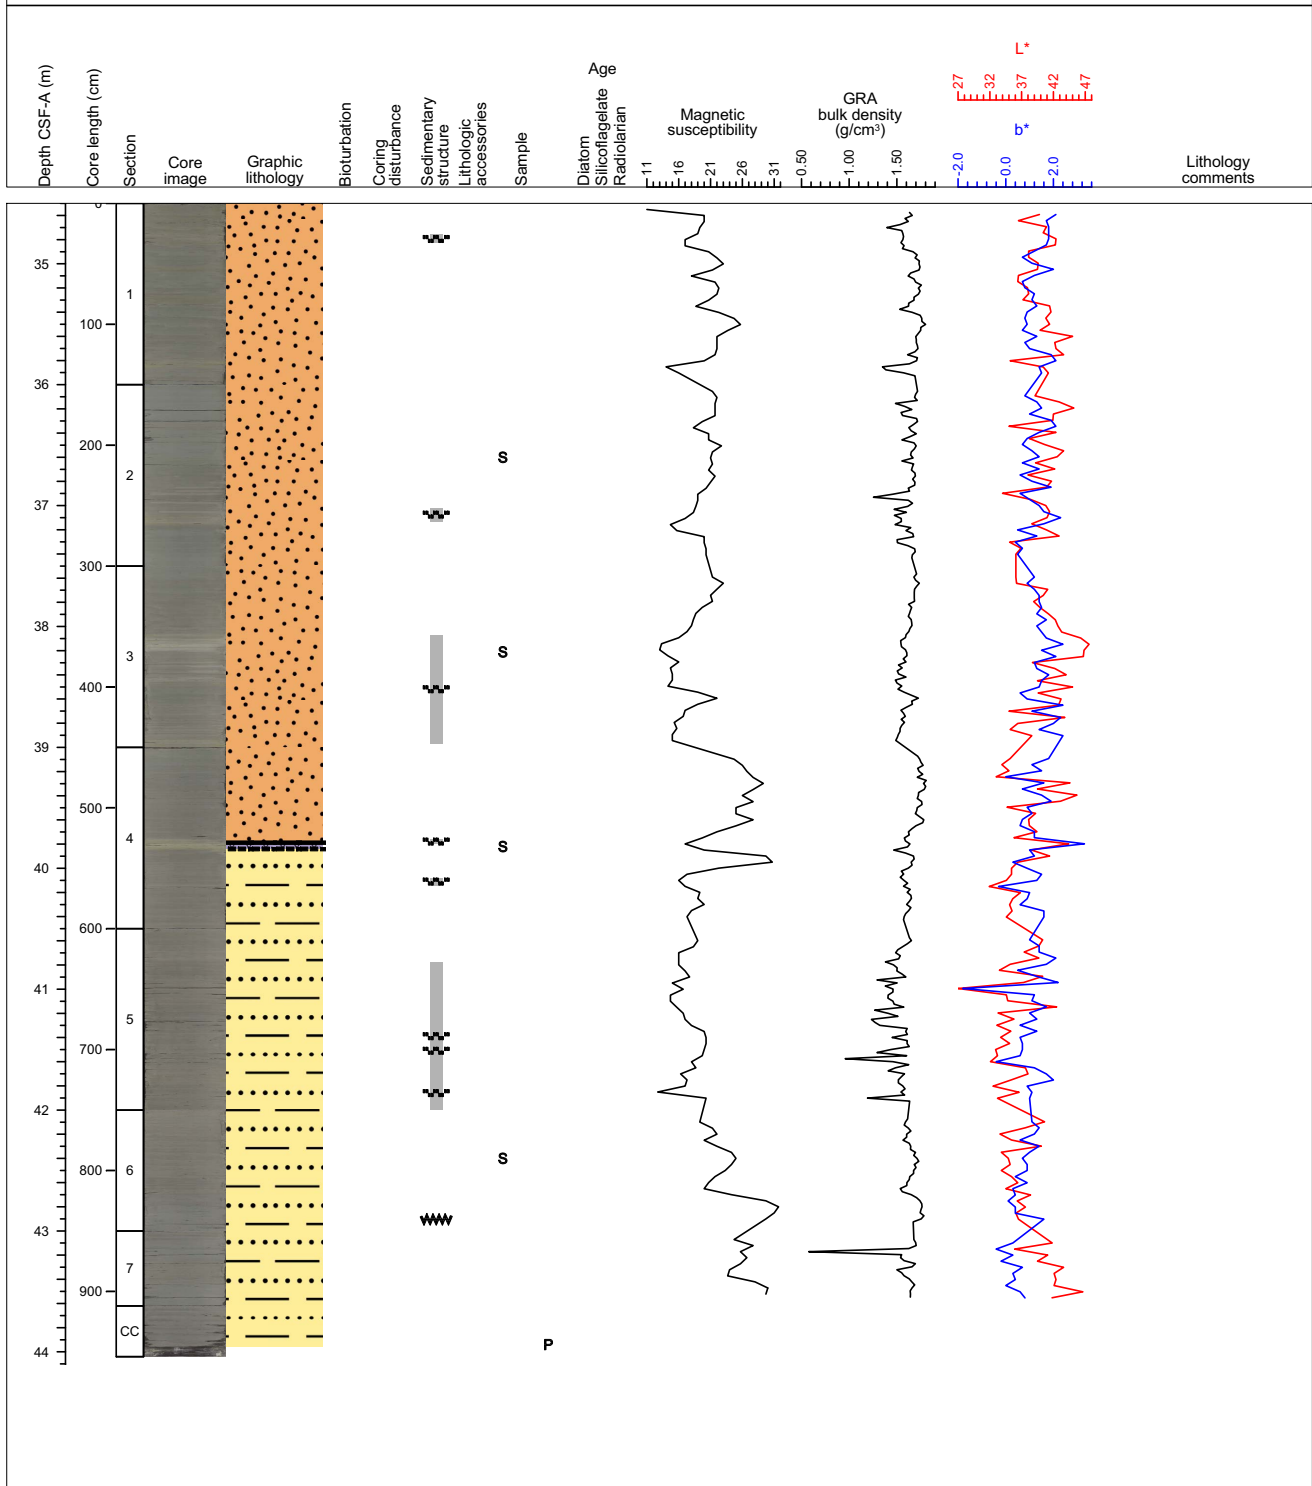 Depth CSF-A (m)
Core length (cm)
Section
Core
image
Graphic
lithology
Bioturbation
Coring
disturbance
Sedimentary
structure
Lithologic
accessories
Sample
Age
Diatom
Silicoflagelate
Radiolarian
Magnetic
susceptibility
11 16 21 26 31
GRA
bulk density
(g/cm³)
0.50 1.00 1.50
L*
27 32 37 42 47
b*
-2.0 0.0 2.0
Lithology
comments
0
35
1
100
36
200
S
2
37
300
38
S
3
400
39
500
4
S
40
600
41
5
700
42
S
6
800
43
7
900
CC
P
44